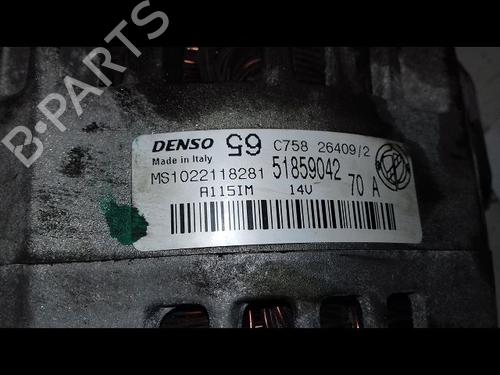 B-PARTS
DENSO 65 C758 26409/2
Made in Italy
MS1022118281 51859042
A115IM 14V 70 A